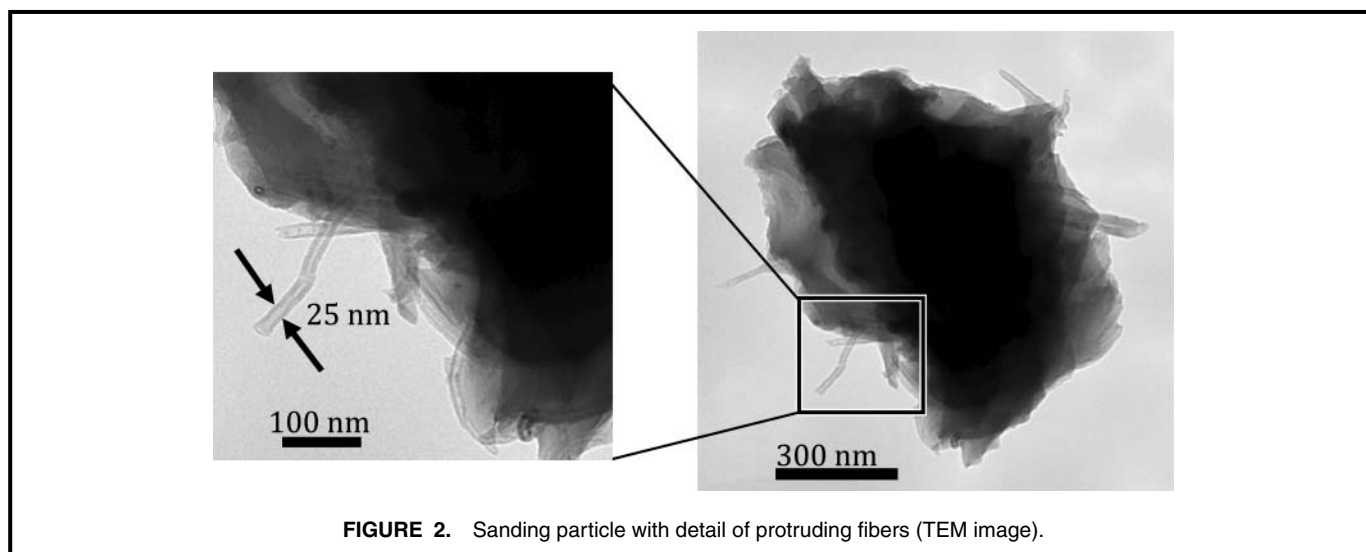 25 nm
100 nm
300 nm
FIGURE 2. Sanding particle with detail of protruding fibers (TEM image).